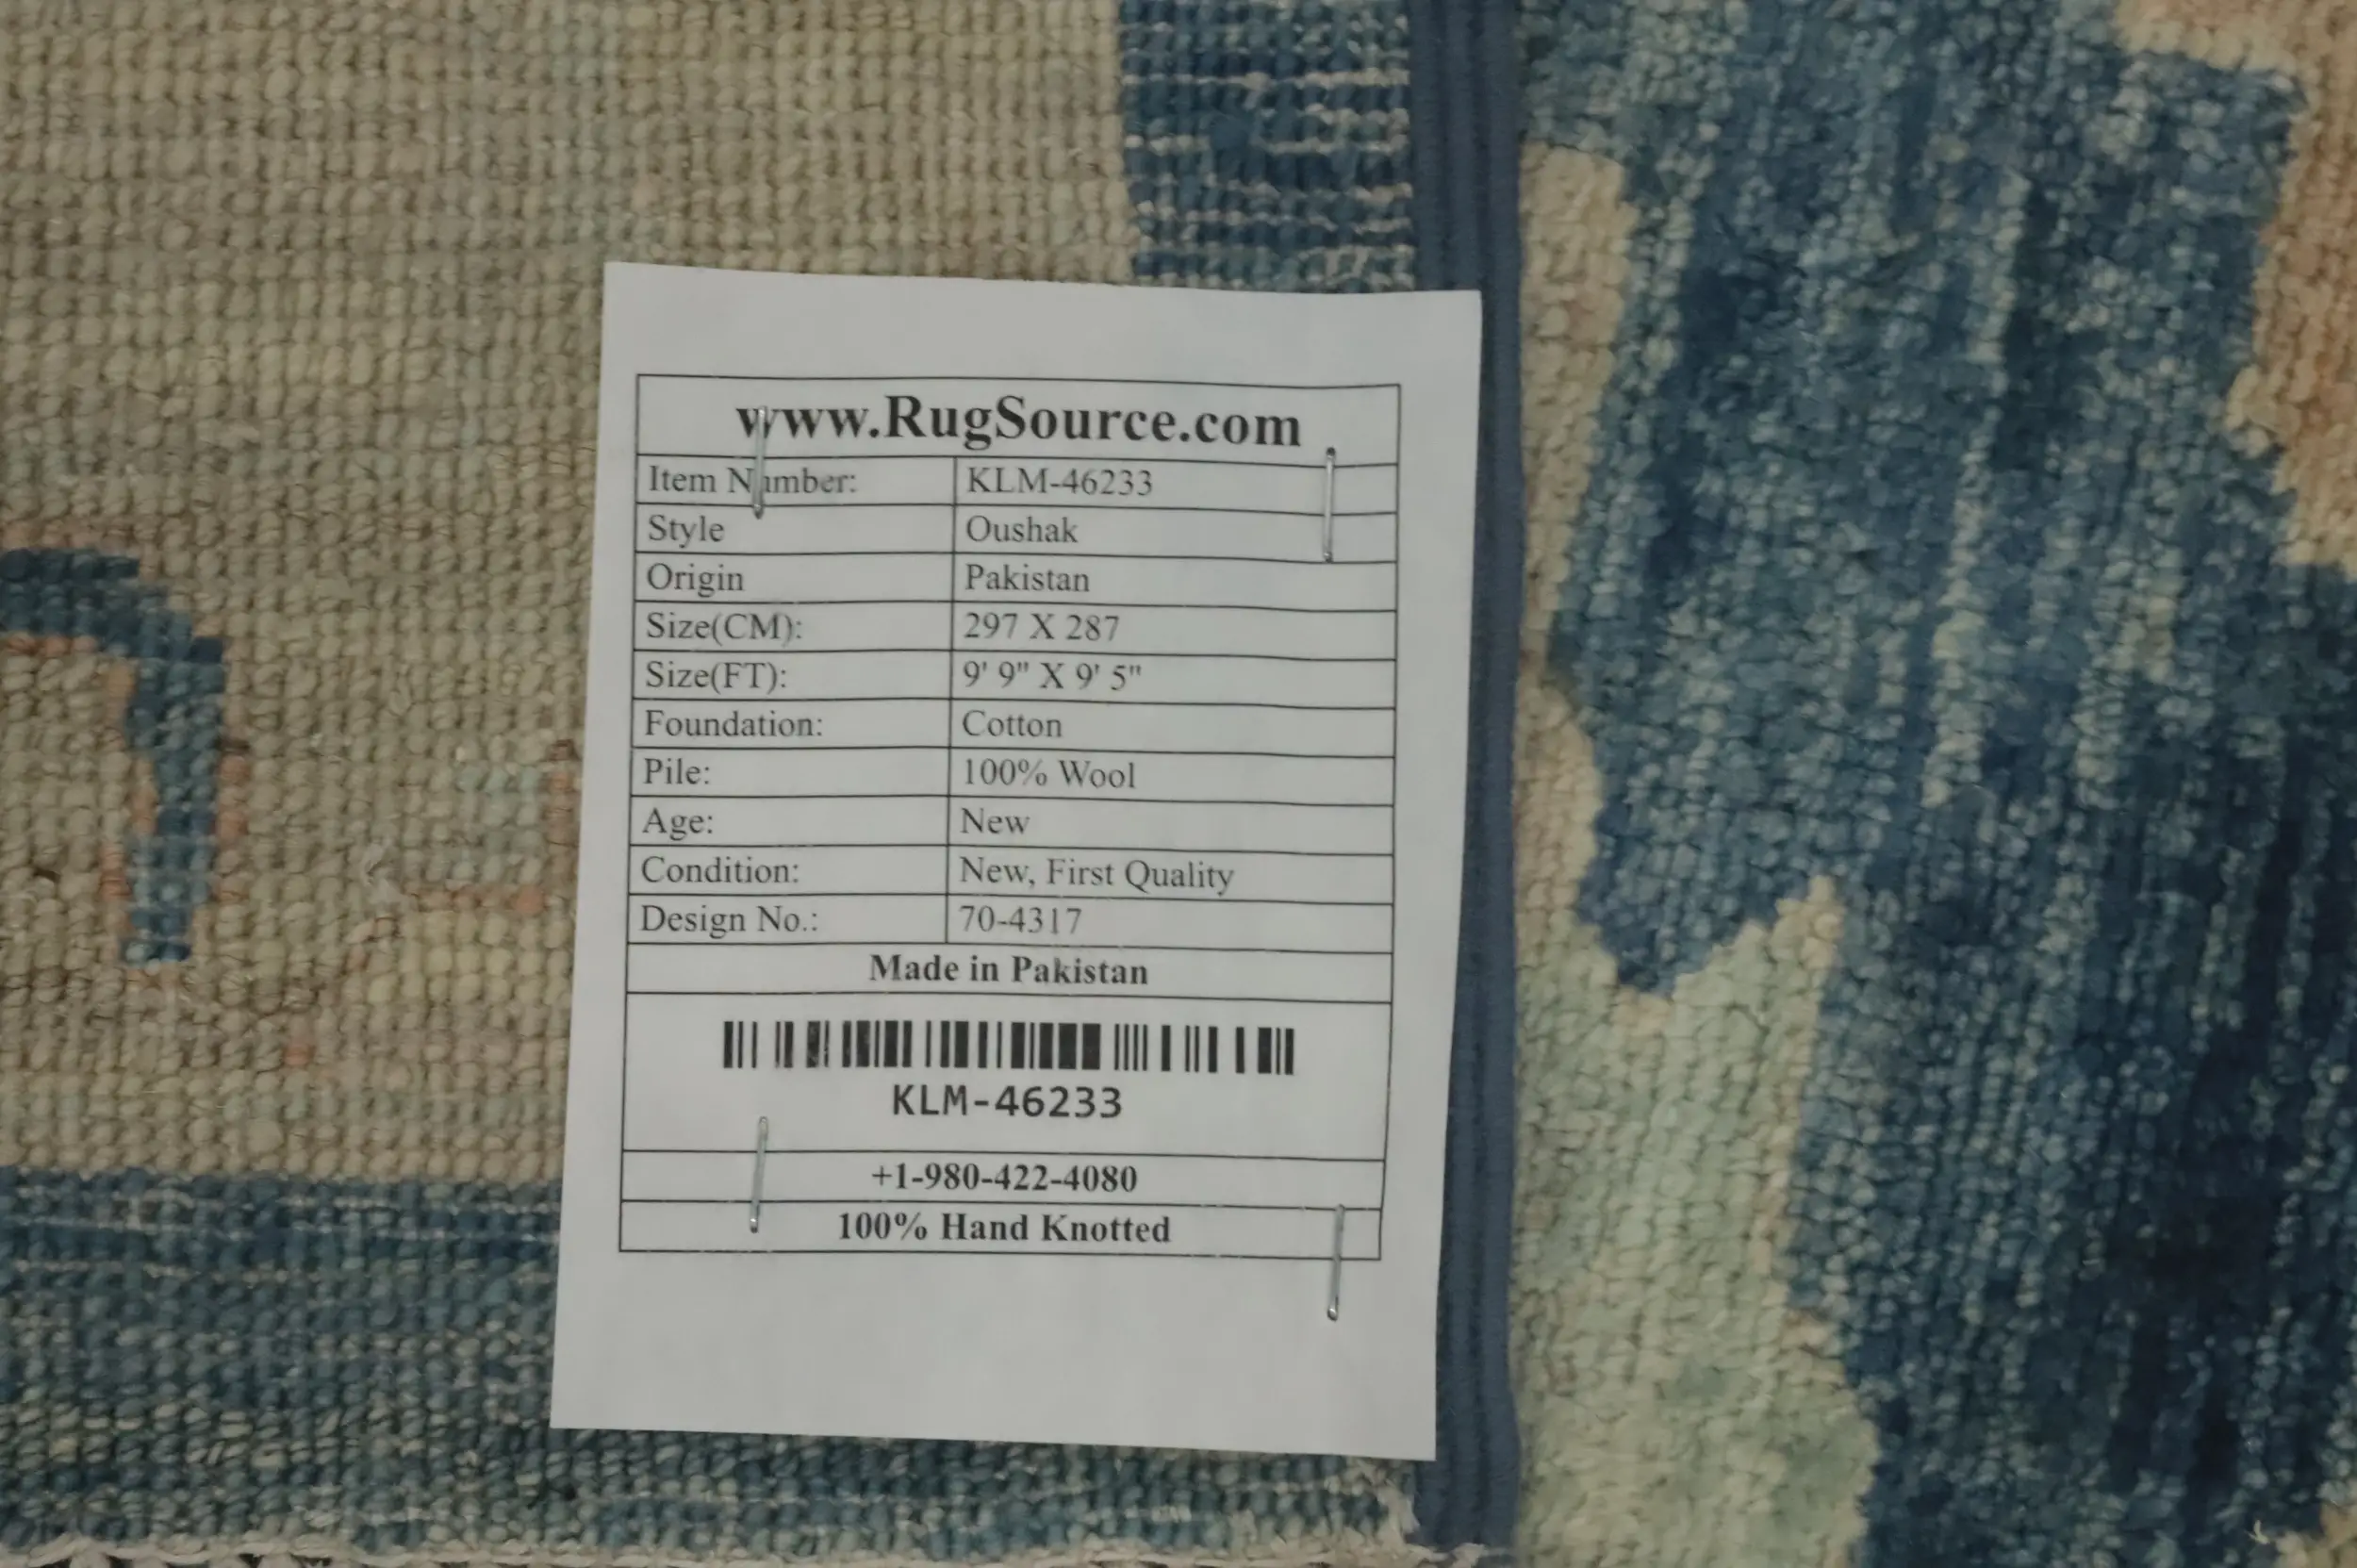 www.RugSource.com
Item Number: KLM-46233
Style Oushak
Origin Pakistan
Size(CM): 297 X 287
Size(FT): 9' 9" X 9' 5"
Foundation: Cotton
Pile: 100% Wool
Age: New
Condition: New, First Quality
Design No.: 70-4317
Made in Pakistan
KLM-46233
+1-980-422-4080
100% Hand Knotted